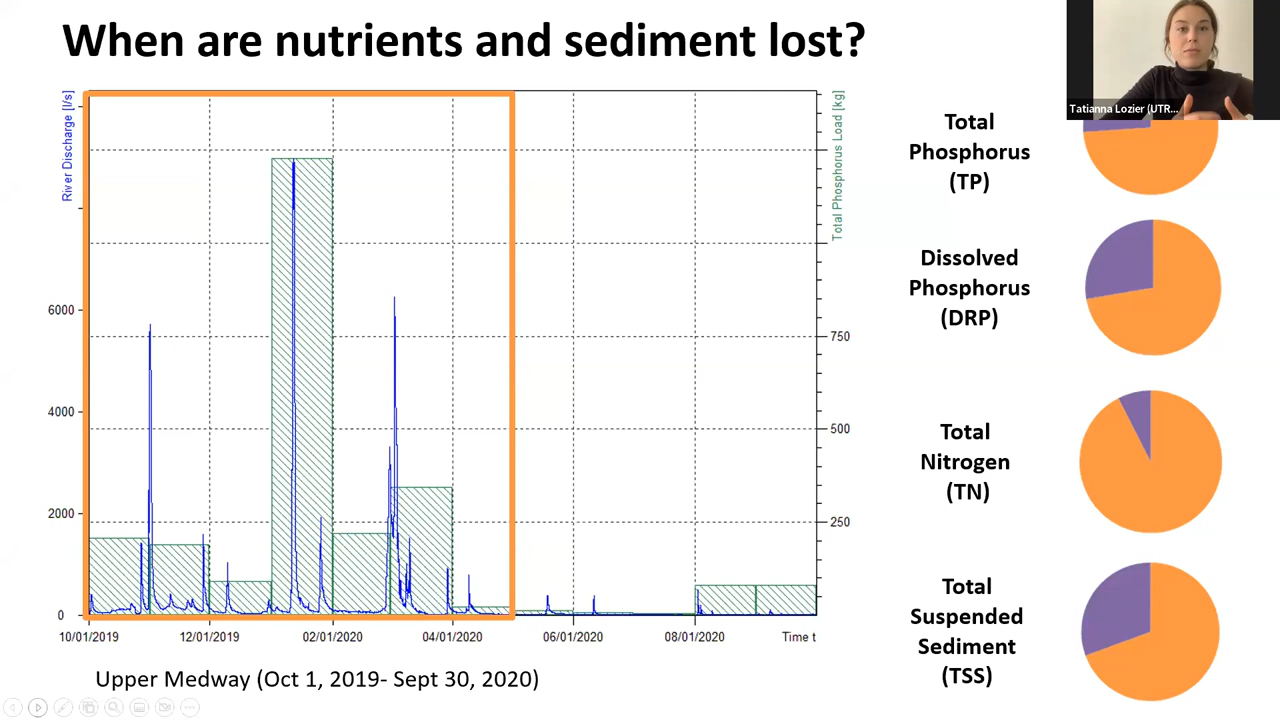 When are nutrients and sediment lost?
Tatianna Lozier (UTR...
River Discharge [l/s]
Total Phosphorus Load [kg]
6000
4000
2000
0
750
500
250
10/01/2019
12/01/2019
02/01/2020
04/01/2020
06/01/2020
08/01/2020
Time t
Upper Medway (Oct 1, 2019- Sept 30, 2020)
Total
Phosphorus
(TP)
Dissolved
Phosphorus
(DRP)
Total
Nitrogen
(TN)
Total
Suspended
Sediment
(TSS)